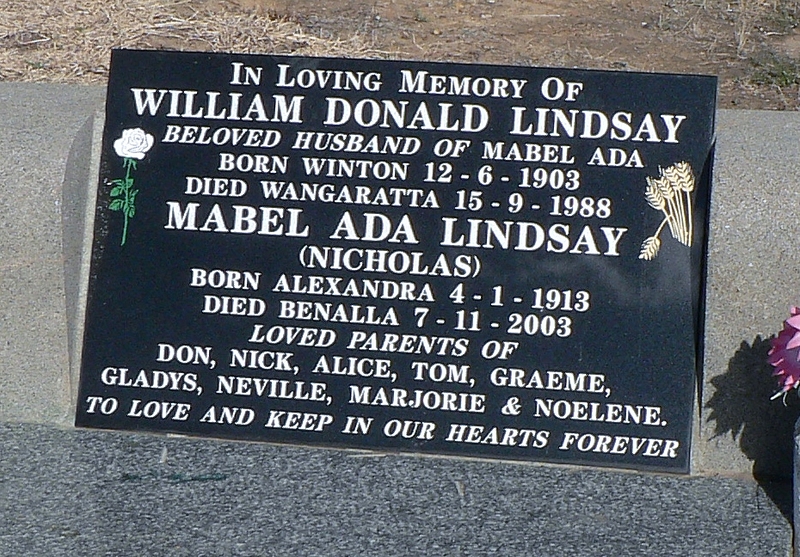 IN LOVING MEMORY OF
WILLIAM DONALD LINDSAY
BELOVED HUSBAND OF MABEL ADA
BORN WINTON 12 - 6 - 1903
DIED WANGARATTA 15 - 9 - 1988
MABEL ADA LINDSAY
(NICHOLAS)
BORN ALEXANDRA 4 - 1 - 1913
DIED BENALLA 7 - 11 - 2003
LOVED PARENTS OF
DON, NICK, ALICE, TOM, GRAEME,
GLADYS, NEVILLE, MARJORIE & NOELENE.
TO LOVE AND KEEP IN OUR HEARTS FOREVER